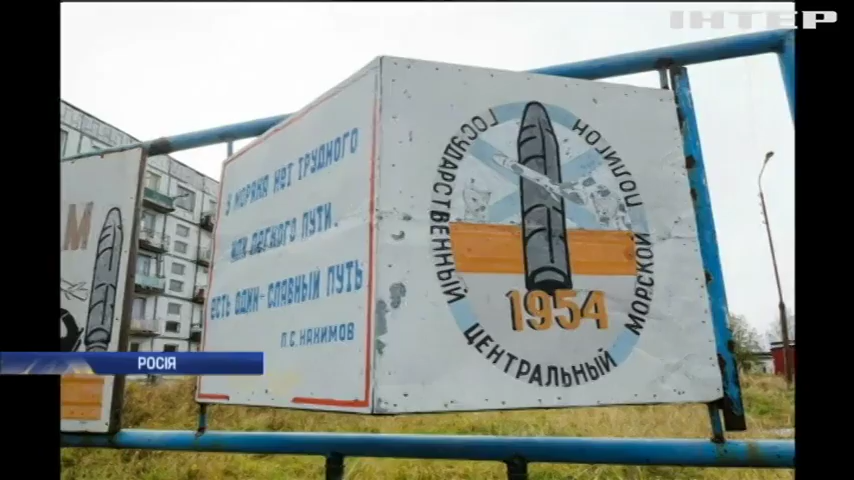 ІНТЕР
У МОРЯКА НЕТ ТРУДНОГО
ИЛИ ЛЕГКОГО ПУТИ.
ЕСТЬ ОДИН-СЛАВНЫЙ ПУТЬ
П.С. НАХИМОВ
ГОСУДАРСТВЕННЫЙ ЦЕНТРАЛЬНЫЙ МОРСКОЙ ПОЛИГОН
1954
РОСІЯ